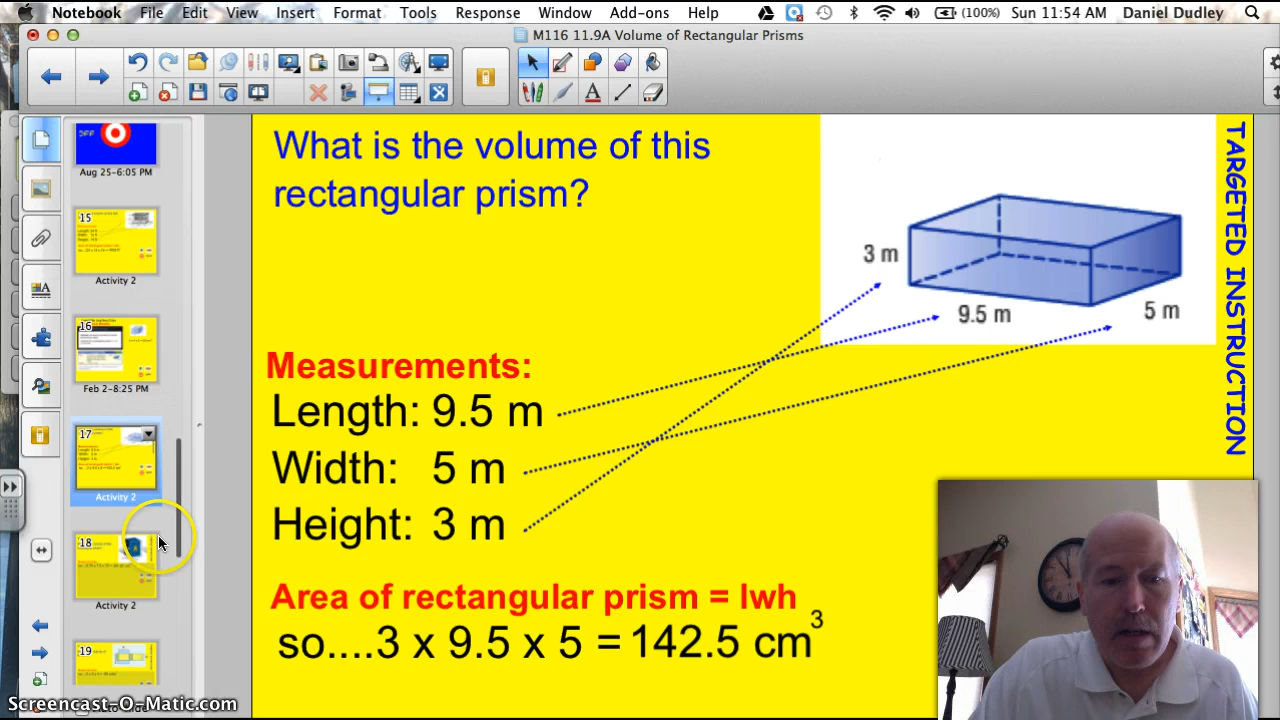 Notebook File Edit View Insert Format Tools Response Window Add-ons Help (100%) Sun 11:54 AM Daniel Dudley
M116 11.9A Volume of Rectangular Prisms
Aug 25-6:05 PM
15
Activity 2
16
Feb 2-8:25 PM
17
Activity 2
18
Activity 2
19
What is the volume of this
rectangular prism?
3 m
9.5 m
5 m
TARGETED INSTRUCTION
Measurements:
Length: 9.5 m
Width: 5 m
Height: 3 m
Area of rectangular prism = lwh
so....3 x 9.5 x 5 = 142.5 cm³
Screencast-O-Matic.com